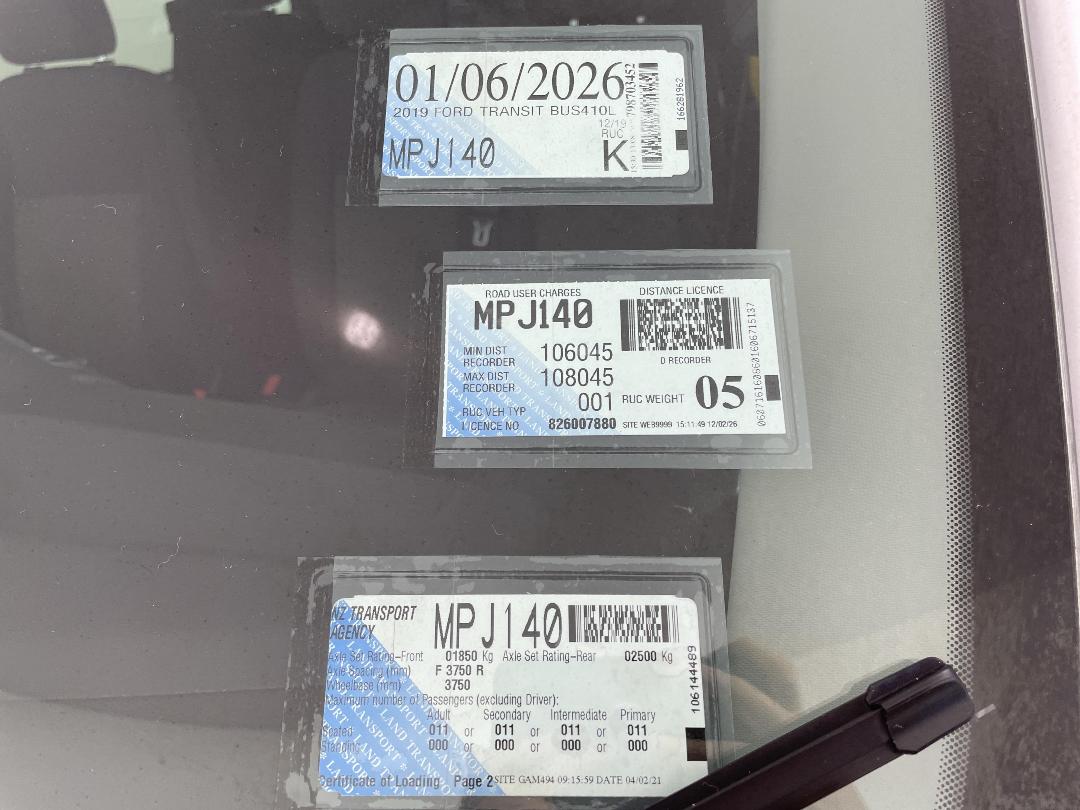 01/06/2026
2019 FORD TRANSIT BUS410L
12/19
RUC
MPJ140
K
798703452
166281962
ROAD USER CHARGES
DISTANCE LICENCE
MPJ140
MIN DIST RECORDER 106045
D RECORDER
MAX DIST RECORDER 108045
001
RUC WEIGHT 05
RUC VEH TYP
LICENCE NO 826007880 SITE WEB9999 15:11:49 12/02/26
NZ TRANSPORT
AGENCY
MPJ140
Axle Set Rating-Front 01850 Kg Axle Set Rating-Rear 02500 Kg
Axle Spacing (mm) F 3750 R
Wheelbase (mm) 3750
Maximum number of Passengers (excluding Driver):
Adult Secondary Intermediate Primary
Seated 011 or 011 or 011 or 011
Standing 000 or 000 or 000 or 000
Certificate of Loading Page 2 SITE GAM494 09:15:59 DATE 04/02/21
106144489